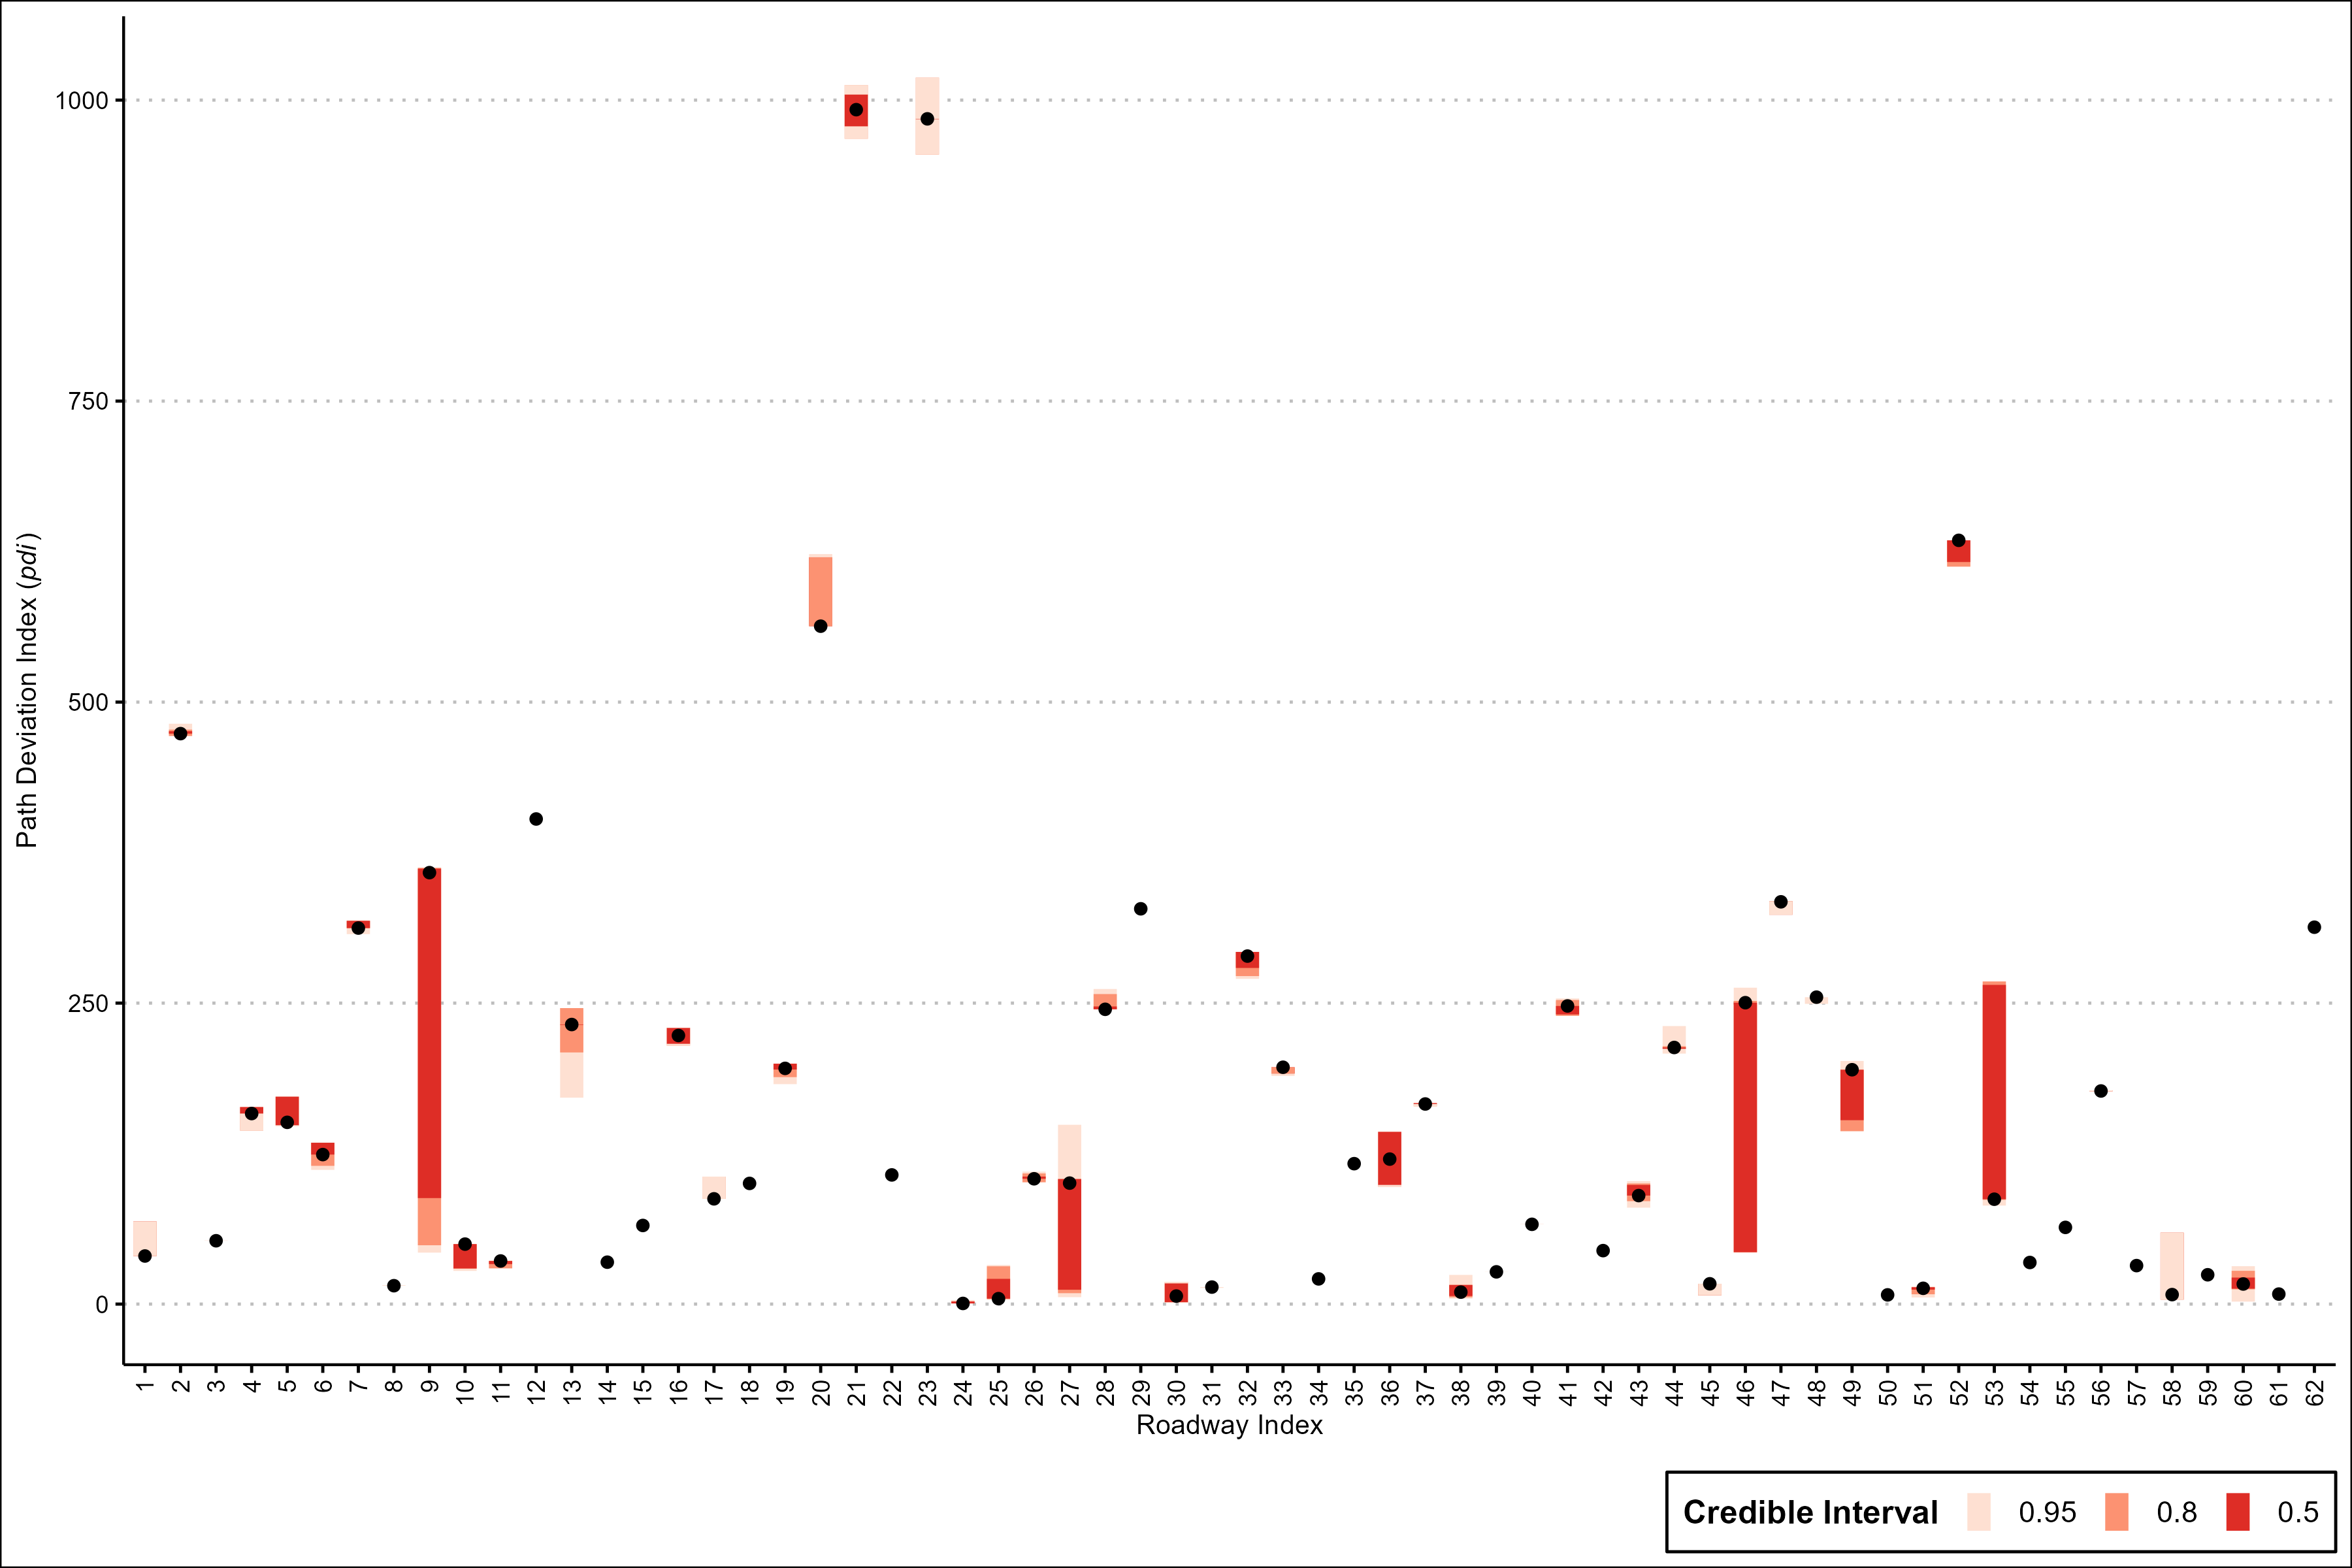 Path Deviation Index (pdi)
1000
750
500
250
0
1 2 3 4 5 6 7 8 9 10 11 12 13 14 15 16 17 18 19 20 21 22 23 24 25 26 27 28 29 30 31 32 33 34 35 36 37 38 39 40 41 42 43 44 45 46 47 48 49 50 51 52 53 54 55 56 57 58 59 60 61 62
Roadway Index
Credible Interval 0.95 0.8 0.5